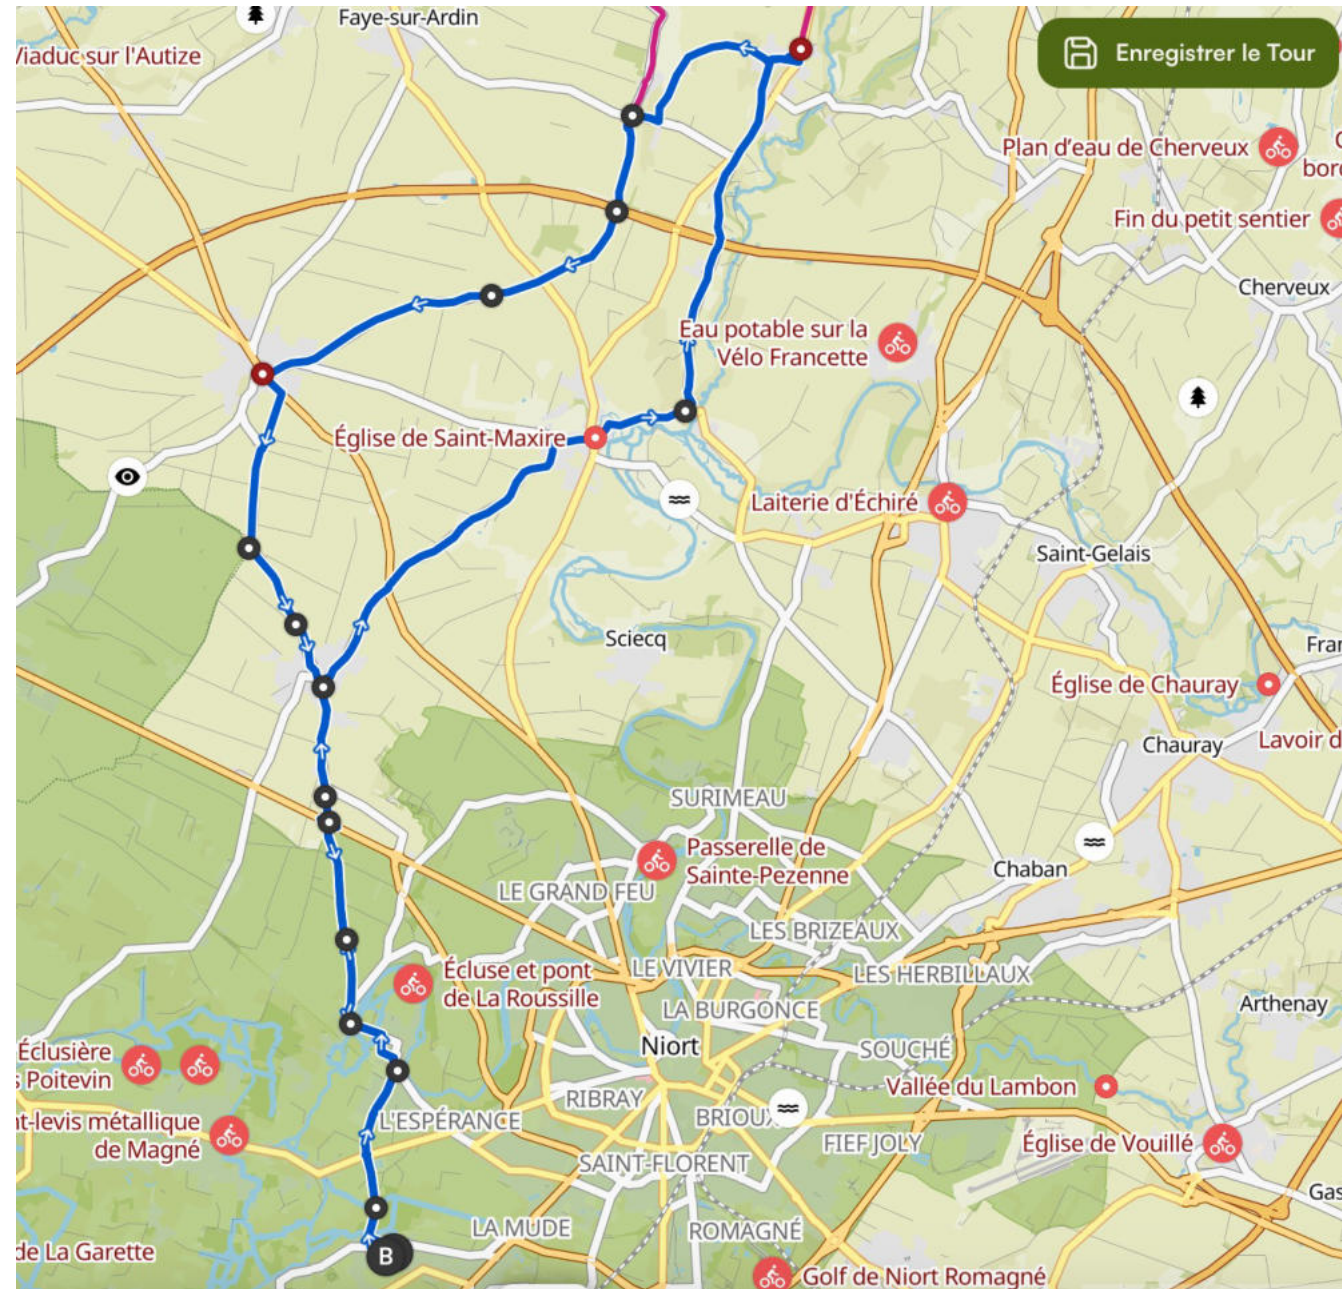 Faye-sur-Ardin
Viaduc sur l'Autize
Enregistrer le Tour
Plan d'eau de Cherveux
Fin du petit sentier
Cherveux
Eau potable sur la
Vélo Francette
Église de Saint-Maxire
Laiterie d'Échiré
Saint-Gelais
Sciecq
Église de Chauray
Chauray
SURIMEAU
Passerelle de
Sainte-Pezenne
Chaban
LE GRAND FEU
LES BRIZEAUX
LE VIVIER
LES HERBILLAUX
Écluse et pont
de La Roussille
LA BURGONCE
Arthenay
Niort
SOUCHÉ
Éclusière
Poitevin
Vallée du Lambon
RIBRAY
BRIOUX
L'ESPÉRANCE
nt-levis métallique
de Magné
FIEF JOLY
Église de Vouillé
SAINT-FLORENT
LA MUDE
ROMAGNÉ
de La Garette
B
Golf de Niort Romagné